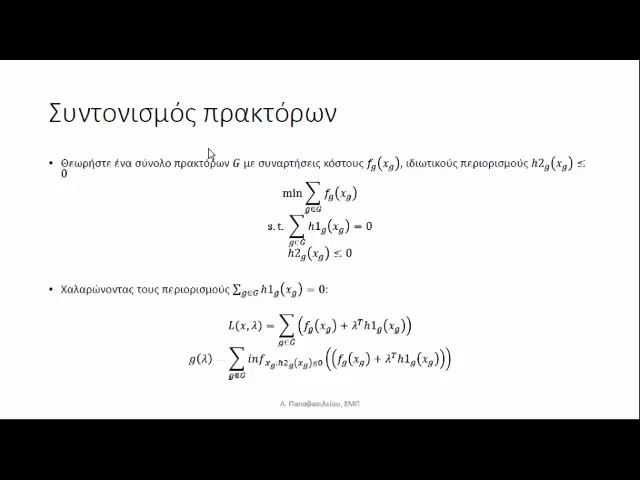 Συντονισμός πρακτόρων
• Θεωρήστε ένα σύνολο πρακτόρων G με συναρτήσεις κόστους f_g(x_g), ιδιωτικούς περιορισμούς h2_g(x_g) ≤
0
min ∑_{g∈G} f_g(x_g)
s.t. ∑_{g∈G} h1_g(x_g) = 0
h2_g(x_g) ≤ 0
• Χαλαρώνοντας τους περιορισμούς ∑_{g∈G} h1_g(x_g) = 0:
L(x, λ) = ∑_{g∈G} (f_g(x_g) + λ^T h1_g(x_g))
g(λ) = ∑_{g∈G} inf_{x_g:h2_g(x_g)≤0} ((f_g(x_g) + λ^T h1_g(x_g)))
Α. Παπαβασιλείου, ΕΜΠ